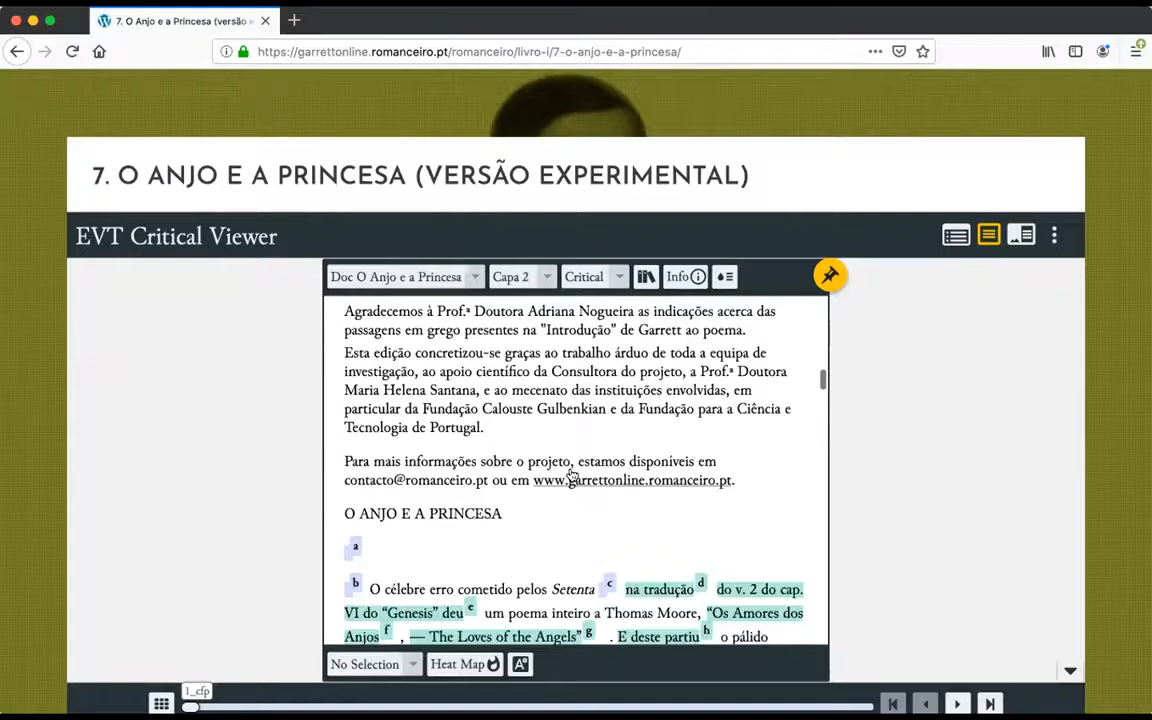 7. O Anjo e a Princesa (versão e
https://garrettonline.romanceiro.pt/romanceiro/livro-i/7-o-anjo-e-a-princesa/
7. O ANJO E A PRINCESA (VERSÃO EXPERIMENTAL)
EVT Critical Viewer
Doc O Anjo e a Princesa Capa 2 Critical Info
Agradecemos à Prof.ª Doutora Adriana Nogueira as indicações acerca das
passagens em grego presentes na "Introdução" de Garrett ao poema.
Esta edição concretizou-se graças ao trabalho árduo de toda a equipa de
investigação, ao apoio científico da Consultora do projeto, a Prof.ª Doutora
Maria Helena Santana, e ao mecenato das instituições envolvidas, em
particular da Fundação Calouste Gulbenkian e da Fundação para a Ciência e
Tecnologia de Portugal.
Para mais informações sobre o projeto, estamos disponíveis em
contacto@romanceiro.pt ou em www.garrettonline.romanceiro.pt.
O ANJO E A PRINCESA
a
b O célebre erro cometido pelos Setenta c na tradução d do v. 2 do cap.
VI do “Genesis” deu e um poema inteiro a Thomas Moore, “Os Amores dos
Anjos f , — The Loves of the Angels” g . E deste partiu h o pálido
No Selection Heat Map
1_cfp